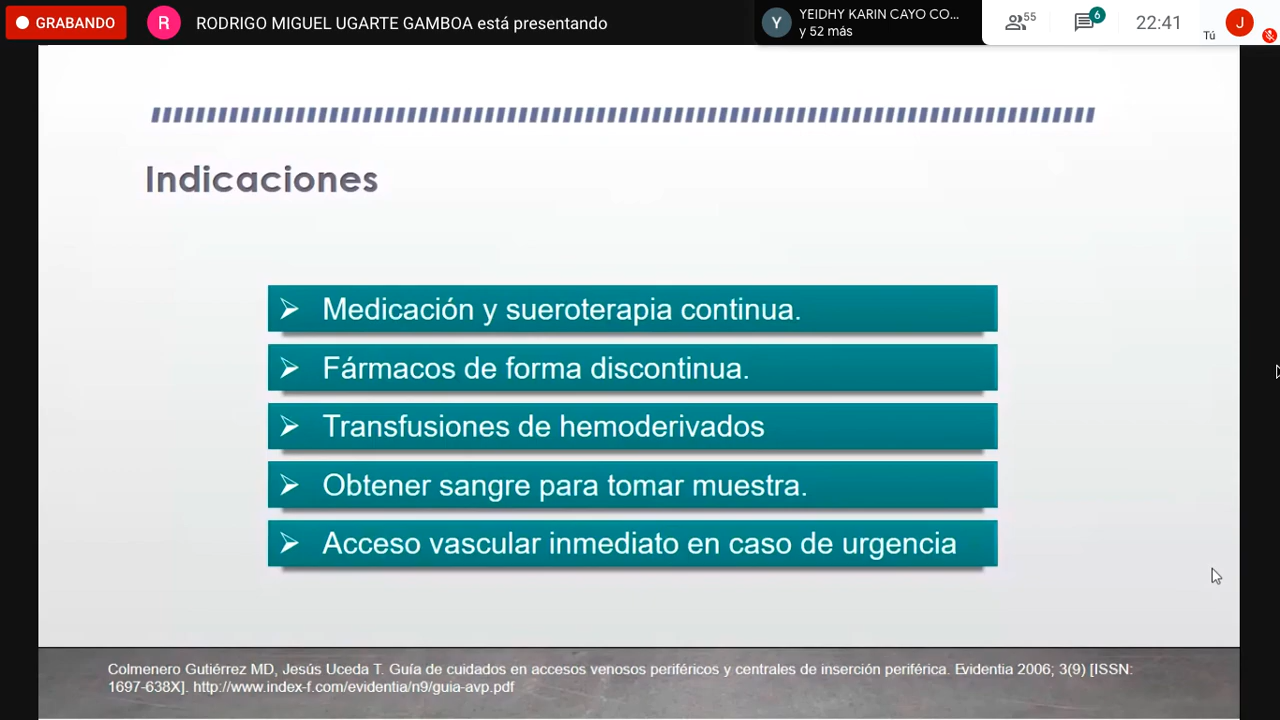 GRABANDO
R
RODRIGO MIGUEL UGARTE GAMBOA está presentando
Y
YEIDHY KARIN CAYO CO...
y 52 más
55
6
22:41
Tú
J
Indicaciones
Medicación y sueroterapia continua.
Fármacos de forma discontinua.
Transfusiones de hemoderivados
Obtener sangre para tomar muestra.
Acceso vascular inmediato en caso de urgencia
Colmenero Gutiérrez MD, Jesús Uceda T. Guía de cuidados en accesos venosos periféricos y centrales de inserción periférica. Evidentia 2006; 3(9) [ISSN:
1697-638X]. http://www.index-f.com/evidentia/n9/guia-avp.pdf